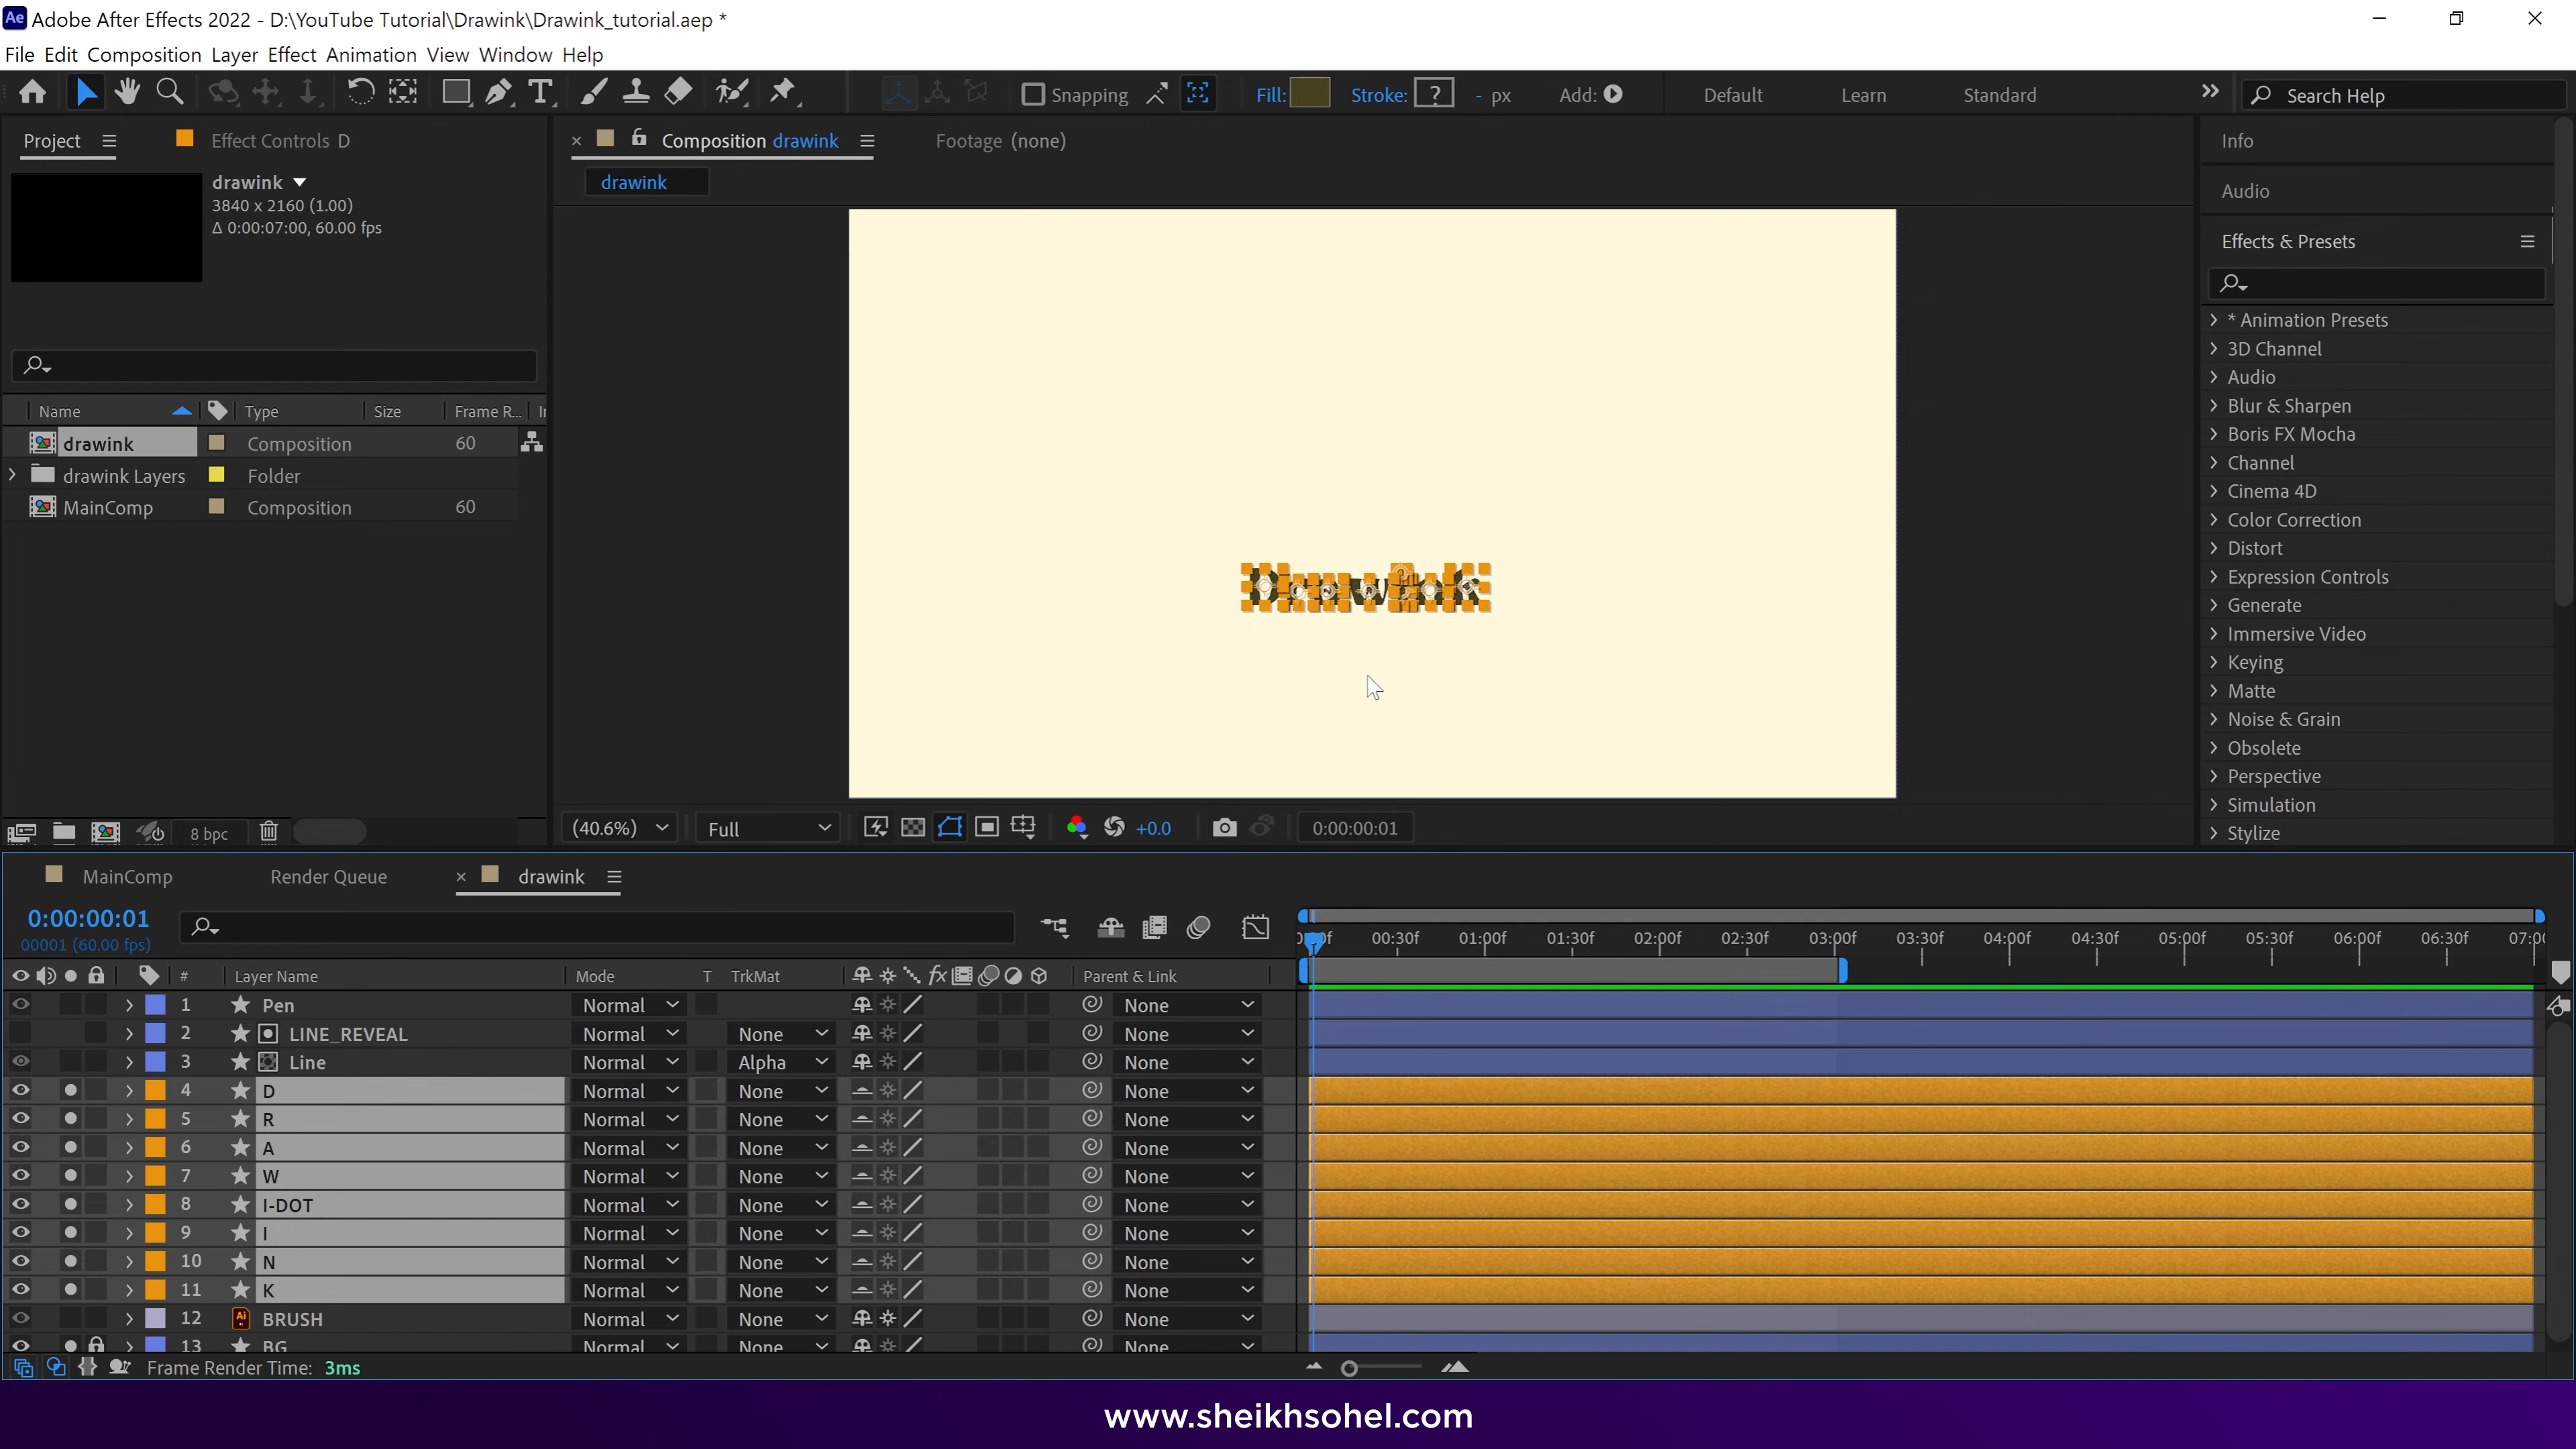 Ae Adobe After Effects 2022 - D:\YouTube Tutorial\Drawink\Drawink_tutorial.aep *
File Edit Composition Layer Effect Animation View Window Help
Snapping Fill: Stroke: ? - px Add: Default Learn Standard Search Help
Project Effect Controls D
drawink
3840 x 2160 (1.00)
Δ 0:00:07:00, 60.00 fps
Name Type Size Frame R...
drawink Composition 60
drawink Layers Folder
MainComp Composition 60
8 bpc
Composition drawink Footage (none)
drawink
(40.6%) Full +0.0 0:00:00:01
Info
Audio
Effects & Presets
* Animation Presets
3D Channel
Audio
Blur & Sharpen
Boris FX Mocha
Channel
Cinema 4D
Color Correction
Distort
Expression Controls
Generate
Immersive Video
Keying
Matte
Noise & Grain
Obsolete
Perspective
Simulation
Stylize
MainComp Render Queue drawink
0:00:00:01
00001 (60.00 fps)
00:30f 01:00f 01:30f 02:00f 02:30f 03:00f 03:30f 04:00f 04:30f 05:00f 05:30f 06:00f 06:30f
# Layer Name Mode T TrkMat fx Parent & Link
1 Pen Normal None
2 LINE_REVEAL Normal None None
3 Line Normal Alpha None
4 D Normal None None
5 R Normal None None
6 A Normal None None
7 W Normal None None
8 I-DOT Normal None None
9 I Normal None None
10 N Normal None None
11 K Normal None None
12 Ai BRUSH Normal None None
13 BG Normal None None
Frame Render Time: 3ms
www.sheikhsohel.com